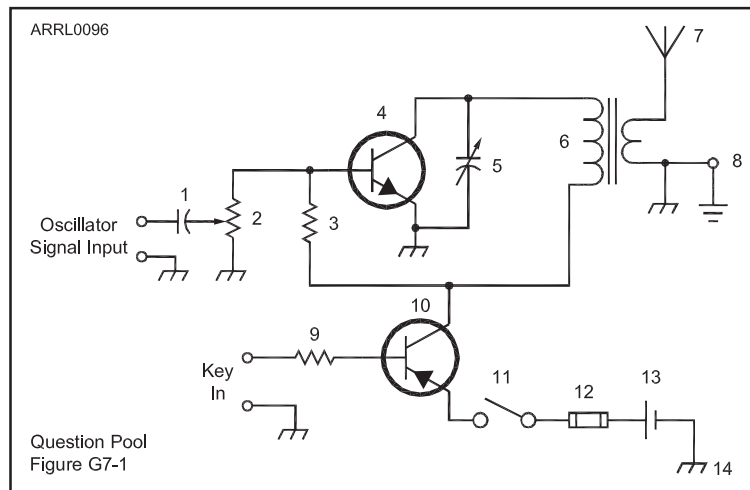 ARRL0096
7
4
6
5
8
1
2
3
Oscillator
Signal Input
10
9
11
12
13
Key
In
14
Question Pool
Figure G7-1